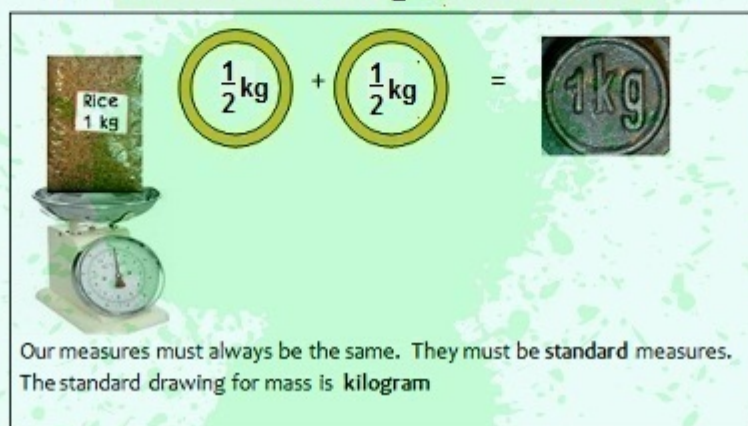 Rice
1 kg
1/2 kg + 1/2 kg = 1kg
Our measures must always be the same. They must be standard measures.
The standard drawing for mass is kilogram